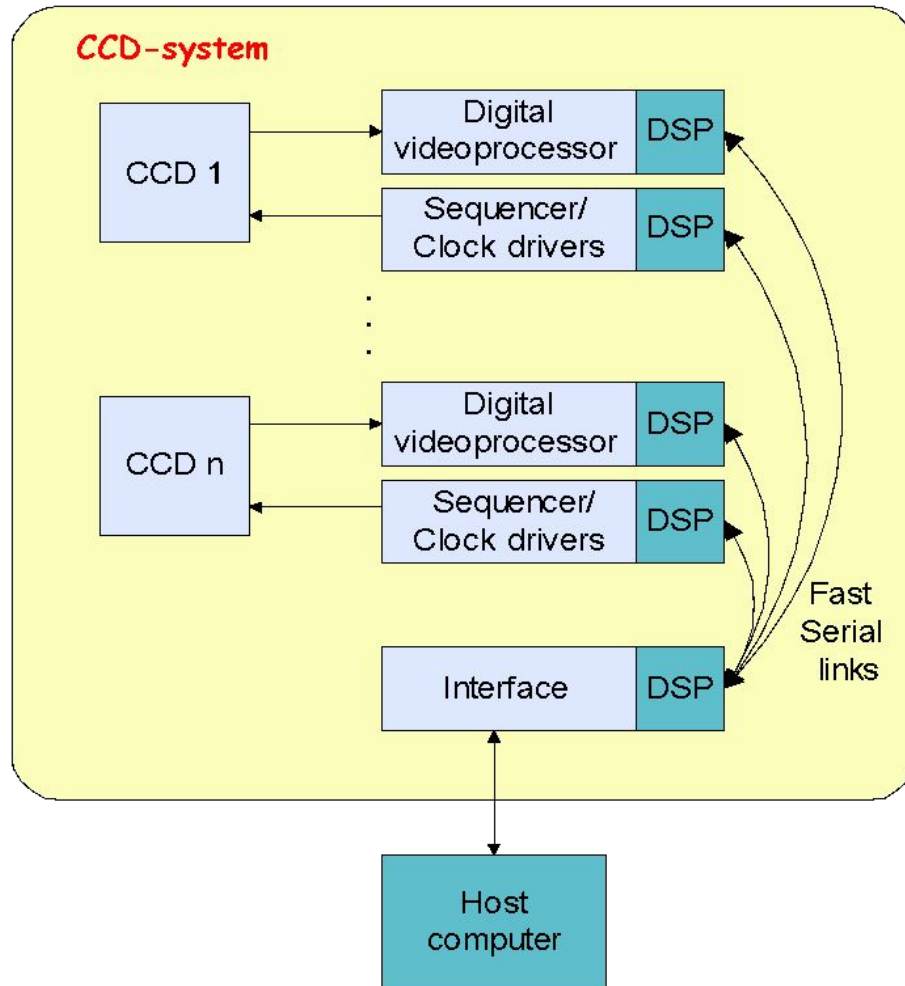 CCD-system
CCD 1
Digital
videoprocessor
DSP
Sequencer/
Clock drivers
DSP
.
.
.
CCD n
Digital
videoprocessor
DSP
Sequencer/
Clock drivers
DSP
Fast
Serial
links
Interface
DSP
Host
computer